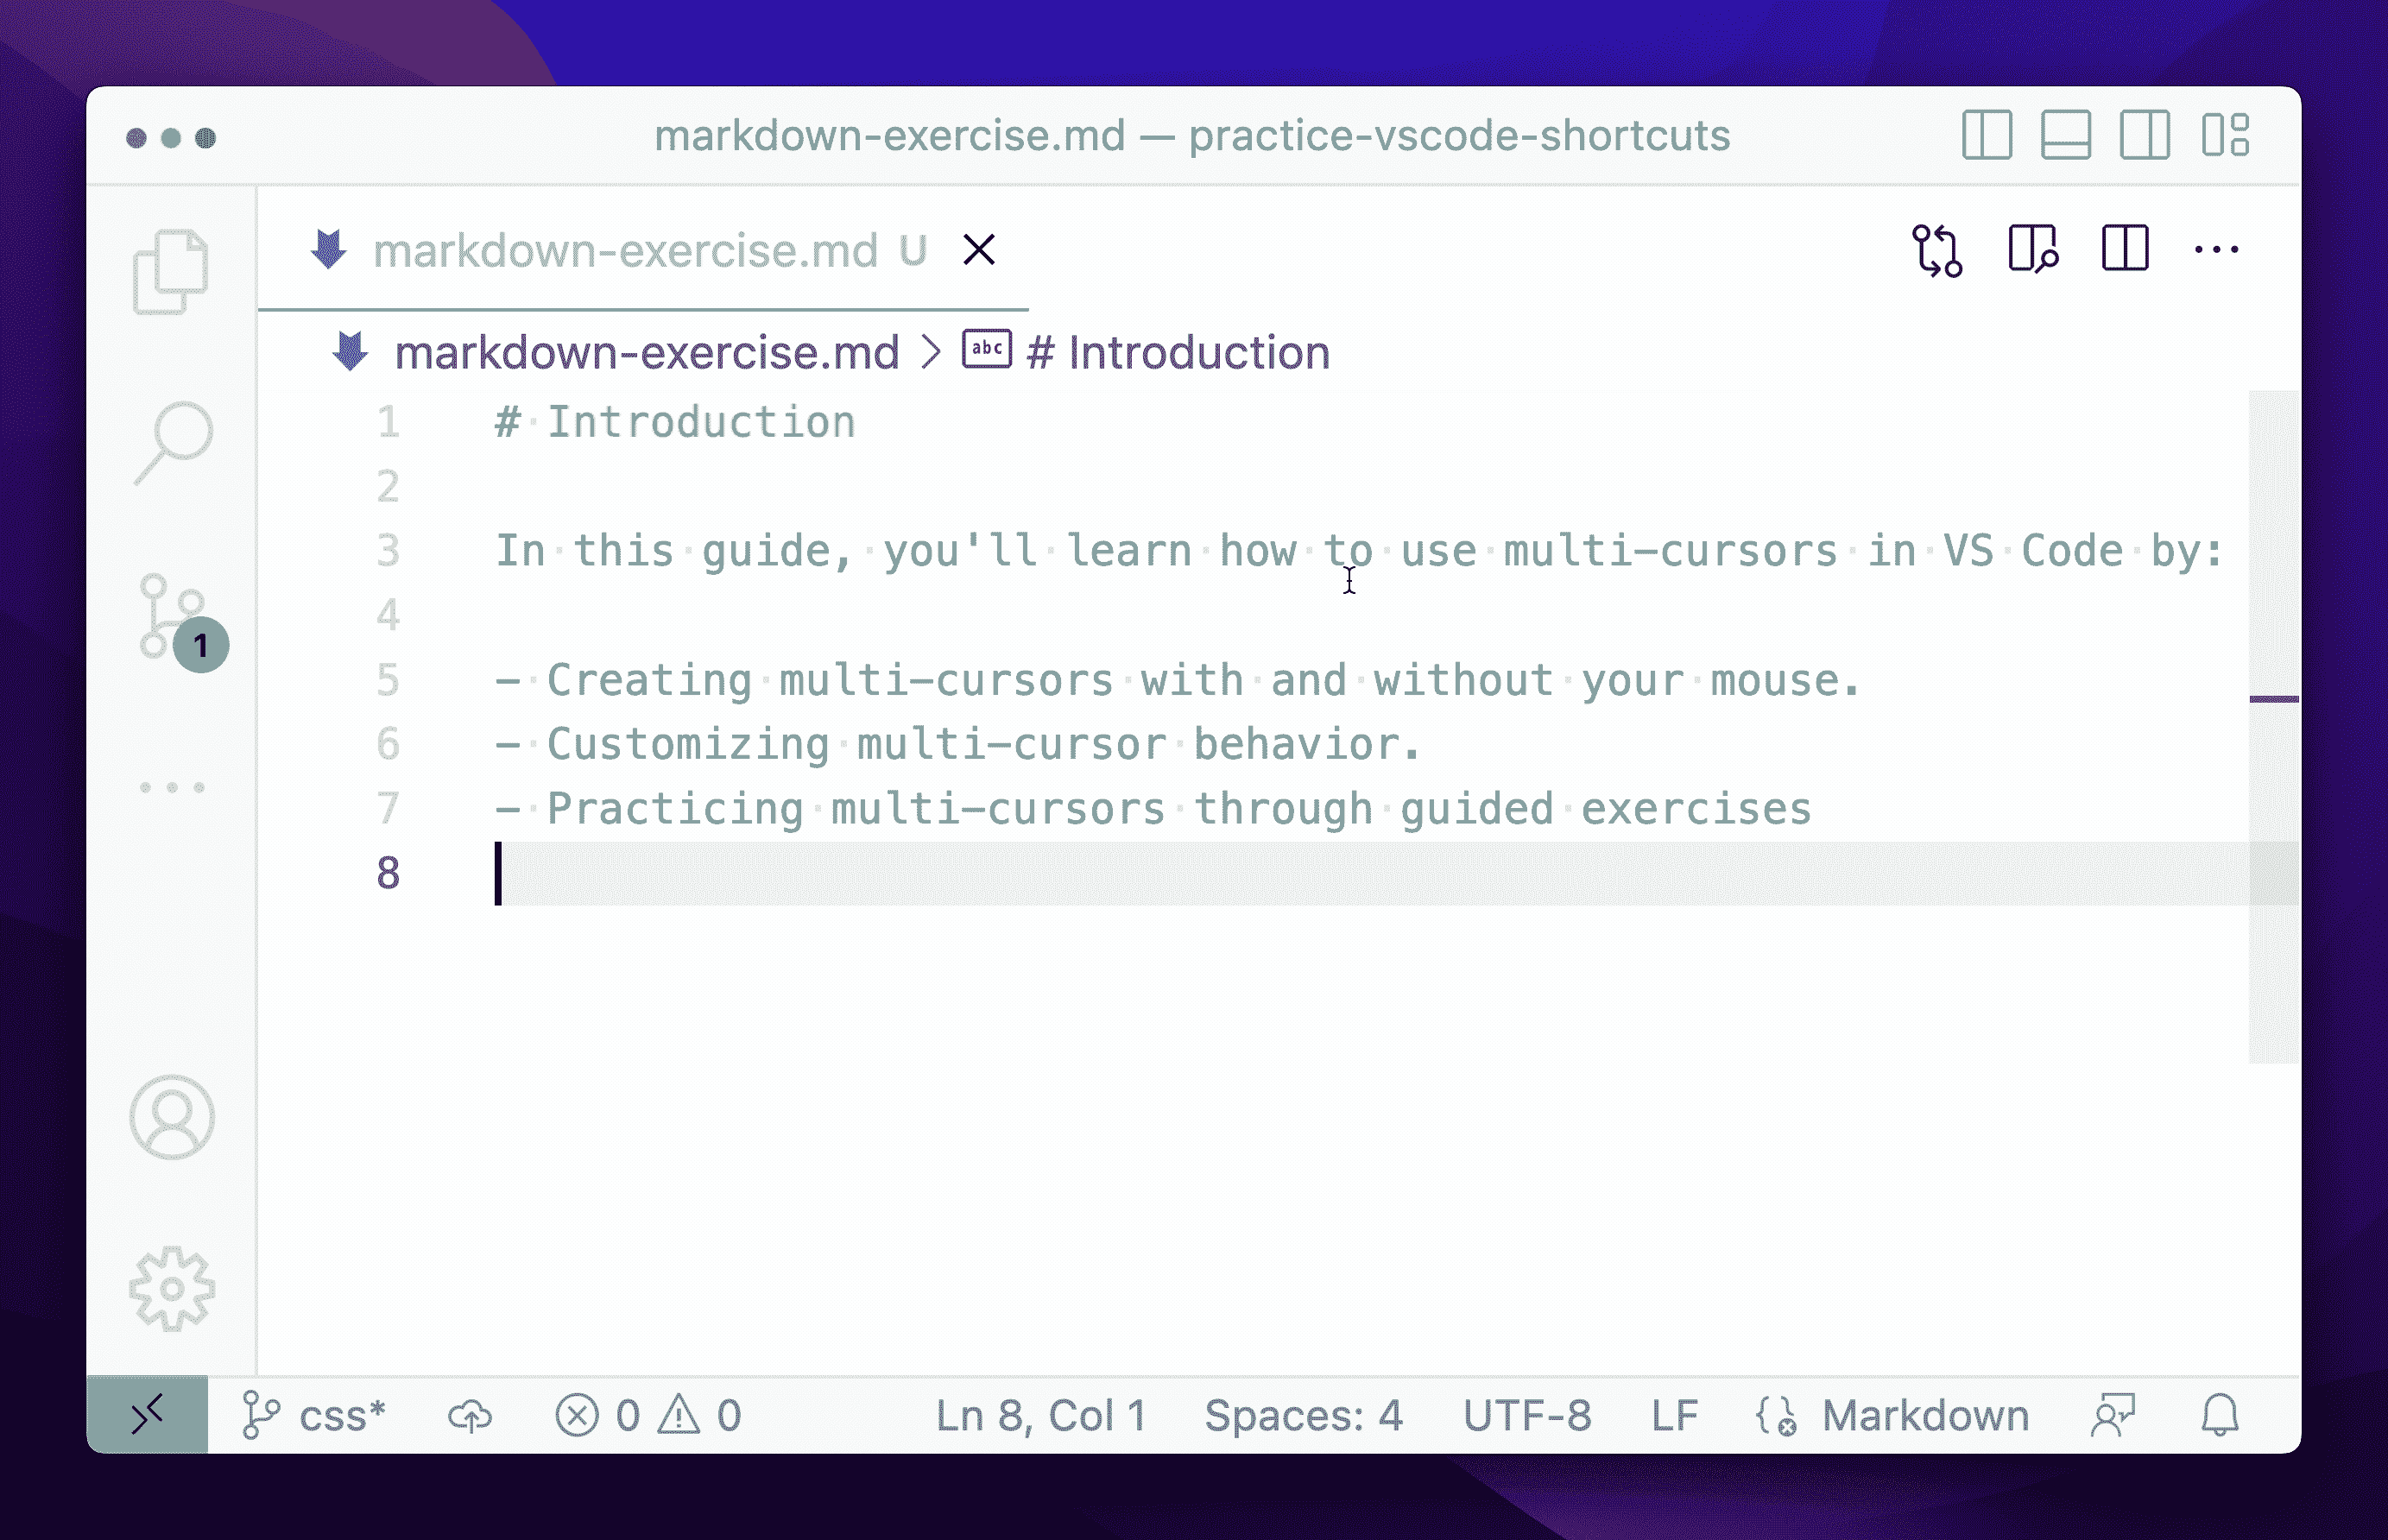 markdown-exercise.md — practice-vscode-shortcuts
markdown-exercise.md U
markdown-exercise.md > abc # Introduction
1 # Introduction
2
3 In this guide, you'll learn how to use multi-cursors in VS Code by:
4
5 - Creating multi-cursors with and without your mouse.
6 - Customizing multi-cursor behavior.
7 - Practicing multi-cursors through guided exercises
8
1
css* 0 0 Ln 8, Col 1 Spaces: 4 UTF-8 LF Markdown